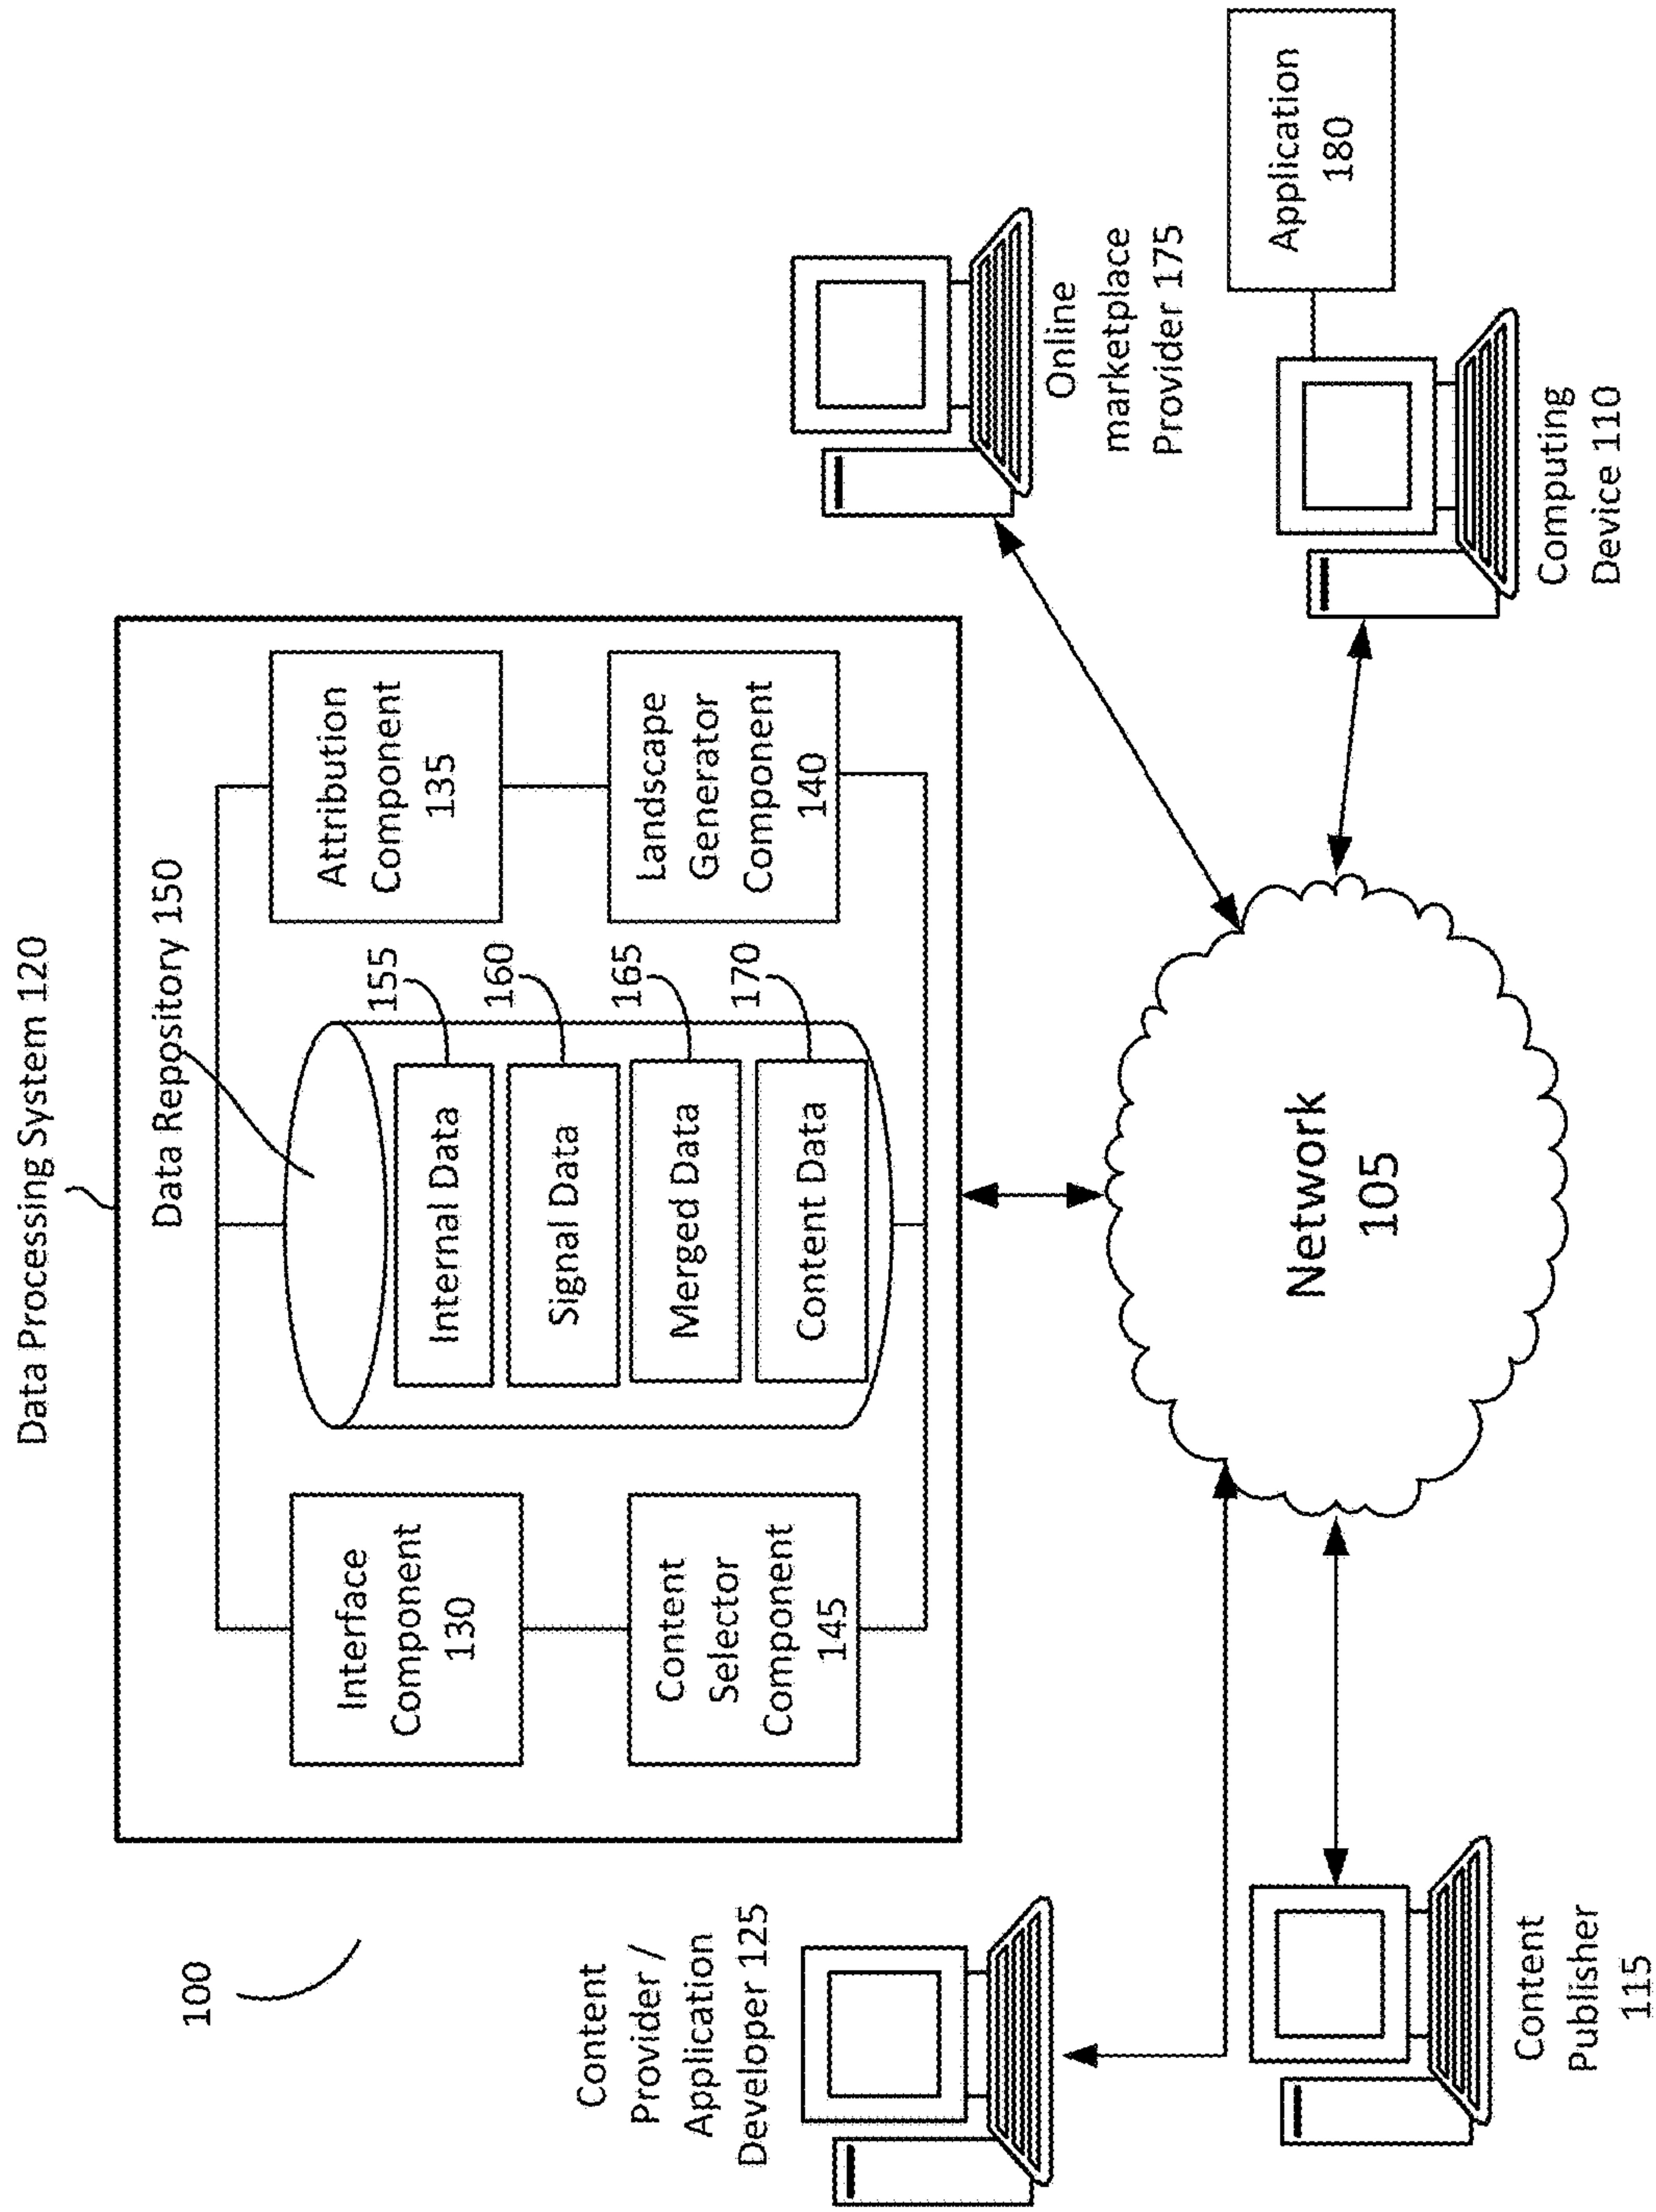 Data Processing System 120
100
Data Repository 150
Interface
Component
130
Internal Data
155
Attribution
Component
135
Signal Data
160
Merged Data
165
Content Data
170
Content
Selector
Component
145
Landscape
Generator
Component
140
Content
Provider /
Application
Developer 125
Online
marketplace
Provider 175
Network
105
Application
180
Content
Publisher
115
Computing
Device 110